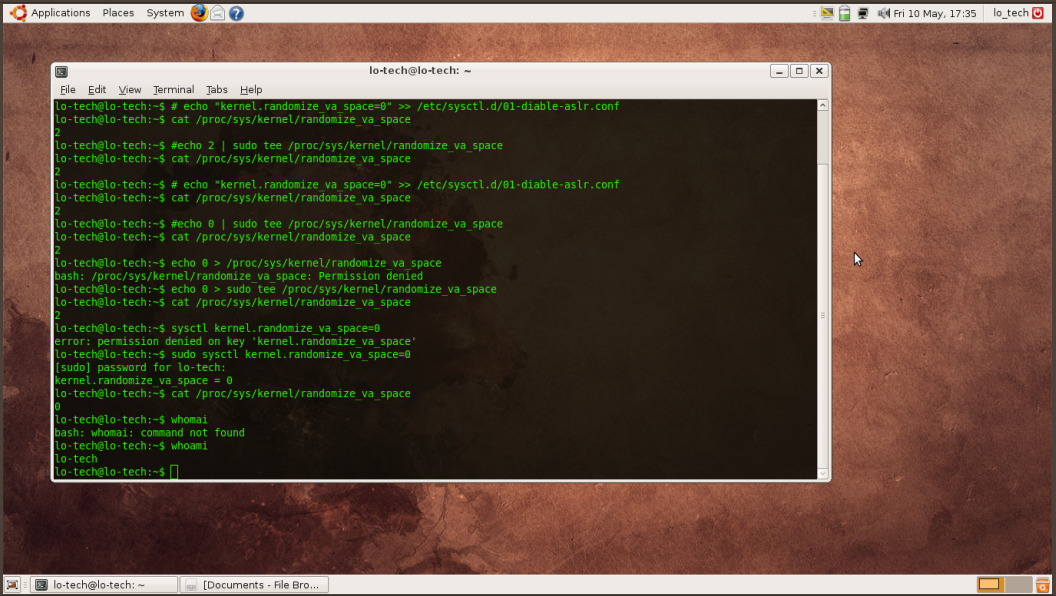 Applications Places System Fri 10 May, 17:35 lo_tech
lo-tech@lo-tech: ~
File Edit View Terminal Tabs Help
lo-tech@lo-tech:~$ # echo "kernel.randomize_va_space=0" >> /etc/sysctl.d/01-diable-aslr.conf
lo-tech@lo-tech:~$ cat /proc/sys/kernel/randomize_va_space
2
lo-tech@lo-tech:~$ #echo 2 | sudo tee /proc/sys/kernel/randomize_va_space
lo-tech@lo-tech:~$ cat /proc/sys/kernel/randomize_va_space
2
lo-tech@lo-tech:~$ # echo "kernel.randomize_va_space=0" >> /etc/sysctl.d/01-diable-aslr.conf
lo-tech@lo-tech:~$ cat /proc/sys/kernel/randomize_va_space
2
lo-tech@lo-tech:~$ #echo 0 | sudo tee /proc/sys/kernel/randomize_va_space
lo-tech@lo-tech:~$ cat /proc/sys/kernel/randomize_va_space
2
lo-tech@lo-tech:~$ echo 0 > /proc/sys/kernel/randomize_va_space
bash: /proc/sys/kernel/randomize_va_space: Permission denied
lo-tech@lo-tech:~$ echo 0 > sudo tee /proc/sys/kernel/randomize_va_space
lo-tech@lo-tech:~$ cat /proc/sys/kernel/randomize_va_space
2
lo-tech@lo-tech:~$ sysctl kernel.randomize_va_space=0
error: permission denied on key 'kernel.randomize_va_space'
lo-tech@lo-tech:~$ sudo sysctl kernel.randomize_va_space=0
[sudo] password for lo-tech:
kernel.randomize_va_space = 0
lo-tech@lo-tech:~$ cat /proc/sys/kernel/randomize_va_space
0
lo-tech@lo-tech:~$ whomai
bash: whomai: command not found
lo-tech@lo-tech:~$ whoami
lo-tech
lo-tech@lo-tech:~$
lo-tech@lo-tech: ~ [Documents - File Bro...